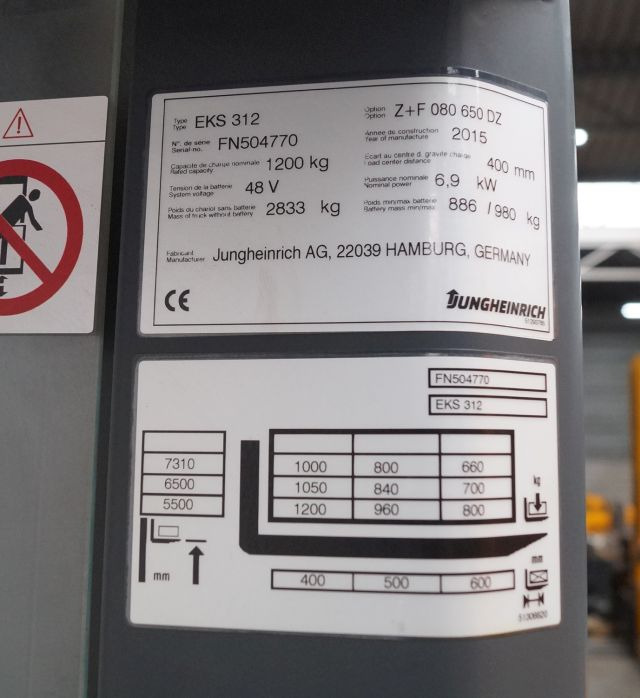 Type EKS 312 Option Z+F 080 650 DZ
Type Option
N°. de série FN504770 Année de construction 2015
Serial-no. Year of manufacture
Capacité de charge nominale 1200 kg Ecart au centre d. gravité charge 400 mm
Rated capacity Load center distance
Tension de la batterie 48 V Puissance nominale 6,9 kW
System voltage Nominal power
Poids du chariot sans batterie 2833 kg Poids min/max batterie 886 / 980 kg
Mass of truck without battery Battery mass min/max
Fabricant Jungheinrich AG, 22039 HAMBURG, GERMANY
Manufacturer
CE JUNGHEINRICH
FN504770
EKS 312
7310 1000 800 660
6500 1050 840 700 kg
5500 1200 960 800
mm
mm 400 500 600
51306620